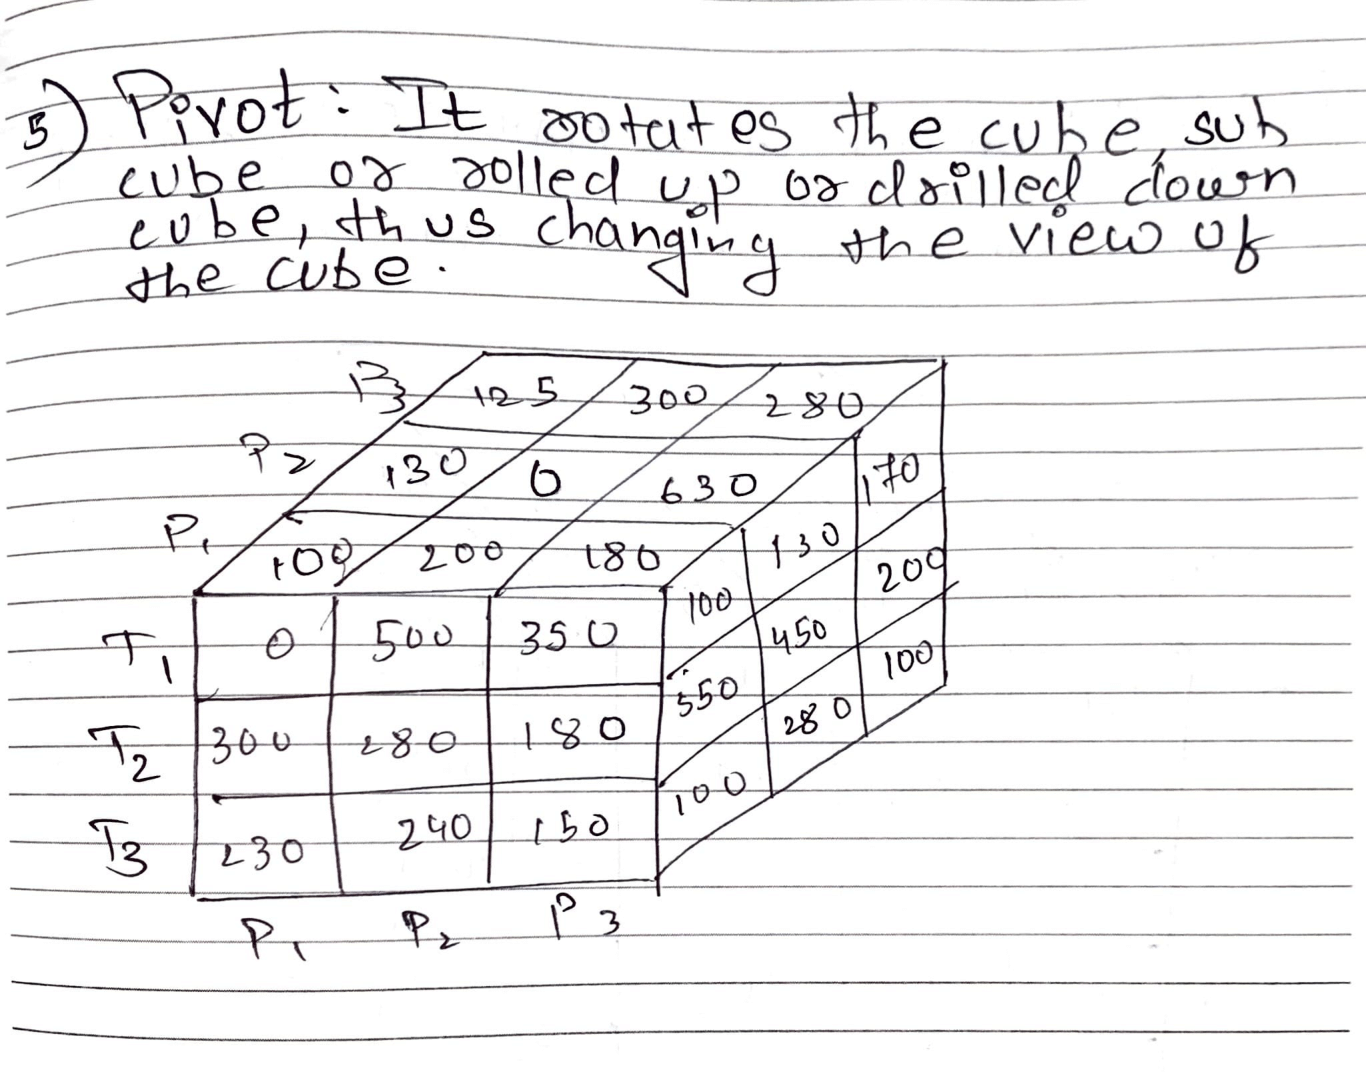 5) Pivot : It rotates the cube, sub
cube or rolled up or drilled down
cube, thus changing the view of
the cube.
P3 125 300 280
P2 130 0 630 170
P1 100 200 180 100 130 200
T1 0 500 350 550 450 100
T2 300 280 180 100 280
T3 230 240 150
P1 P2 P3